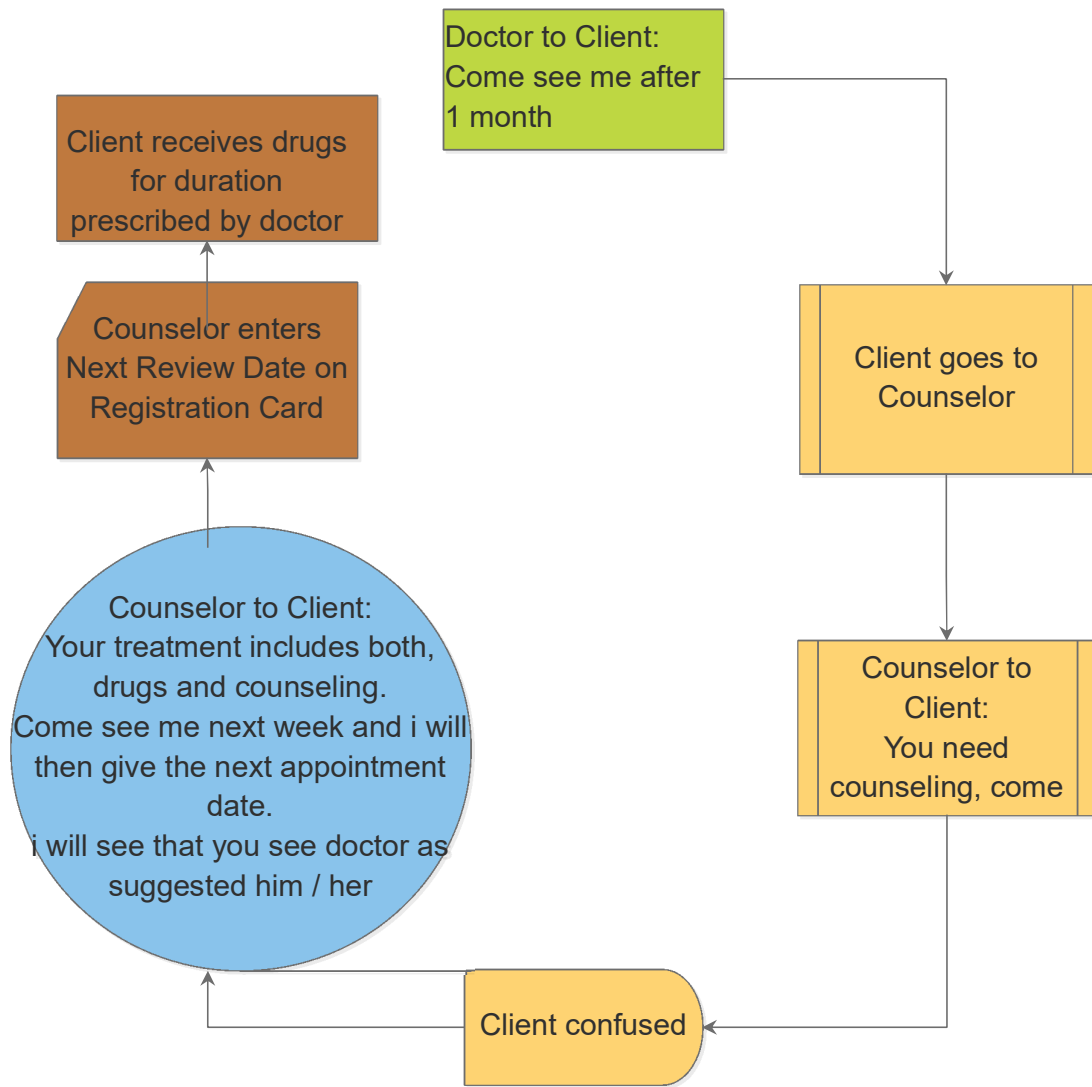 Doctor to Client:
Come see me after
1 month
Client goes to
Counselor
Counselor to
Client:
You need
counseling, come
Client confused
Counselor to Client:
Your treatment includes both,
drugs and counseling.
Come see me next week and i will
then give the next appointment
date.
i will see that you see doctor as
suggested him / her
Counselor enters
Next Review Date on
Registration Card
Client receives drugs
for duration
prescribed by doctor